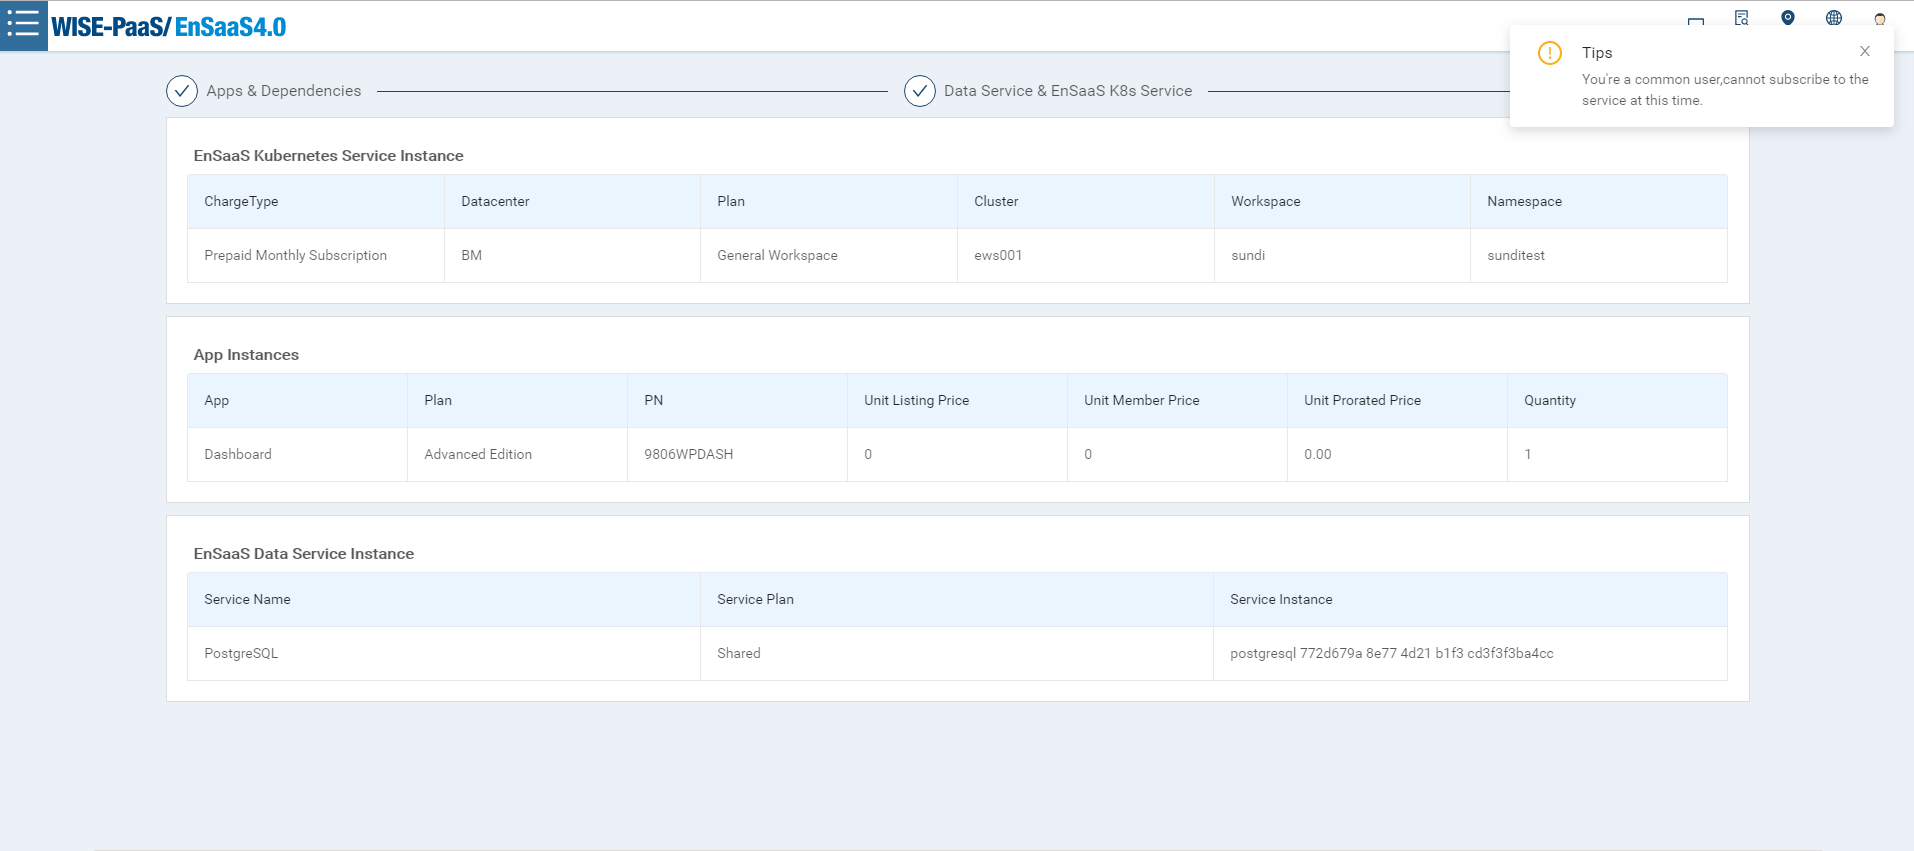 WISE-PaaS/ EnSaaS4.0
Tips
You're a common user,cannot subscribe to the
service at this time.
Apps & Dependencies
Data Service & EnSaaS K8s Service
EnSaaS Kubernetes Service Instance
ChargeType Datacenter Plan Cluster Workspace Namespace
Prepaid Monthly Subscription BM General Workspace ews001 sundi sunditest
App Instances
App Plan PN Unit Listing Price Unit Member Price Unit Prorated Price Quantity
Dashboard Advanced Edition 9806WPDASH 0 0 0.00 1
EnSaaS Data Service Instance
Service Name Service Plan Service Instance
PostgreSQL Shared postgresql 772d679a 8e77 4d21 b1f3 cd3f3f3ba4cc